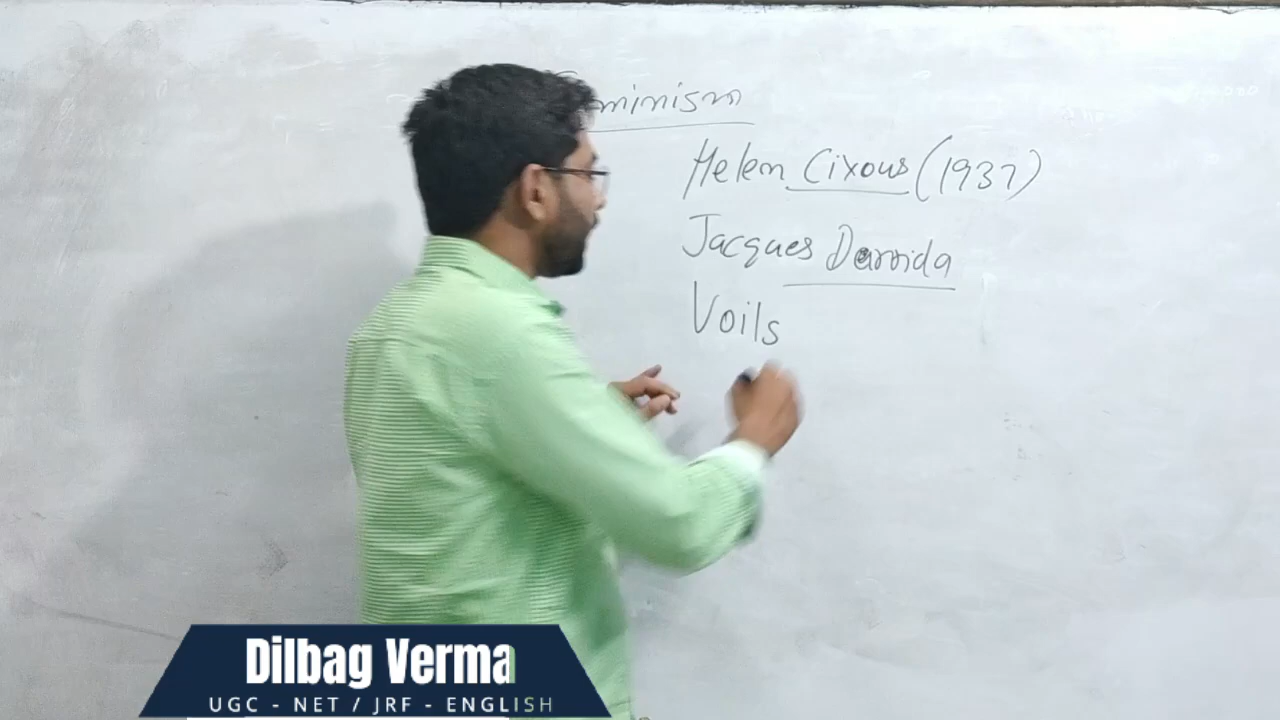 minism
Helen Cixous (1937)
Jacques Derrida
Voils
Dilbag Verma
UGC - NET / JRF - ENGLISH